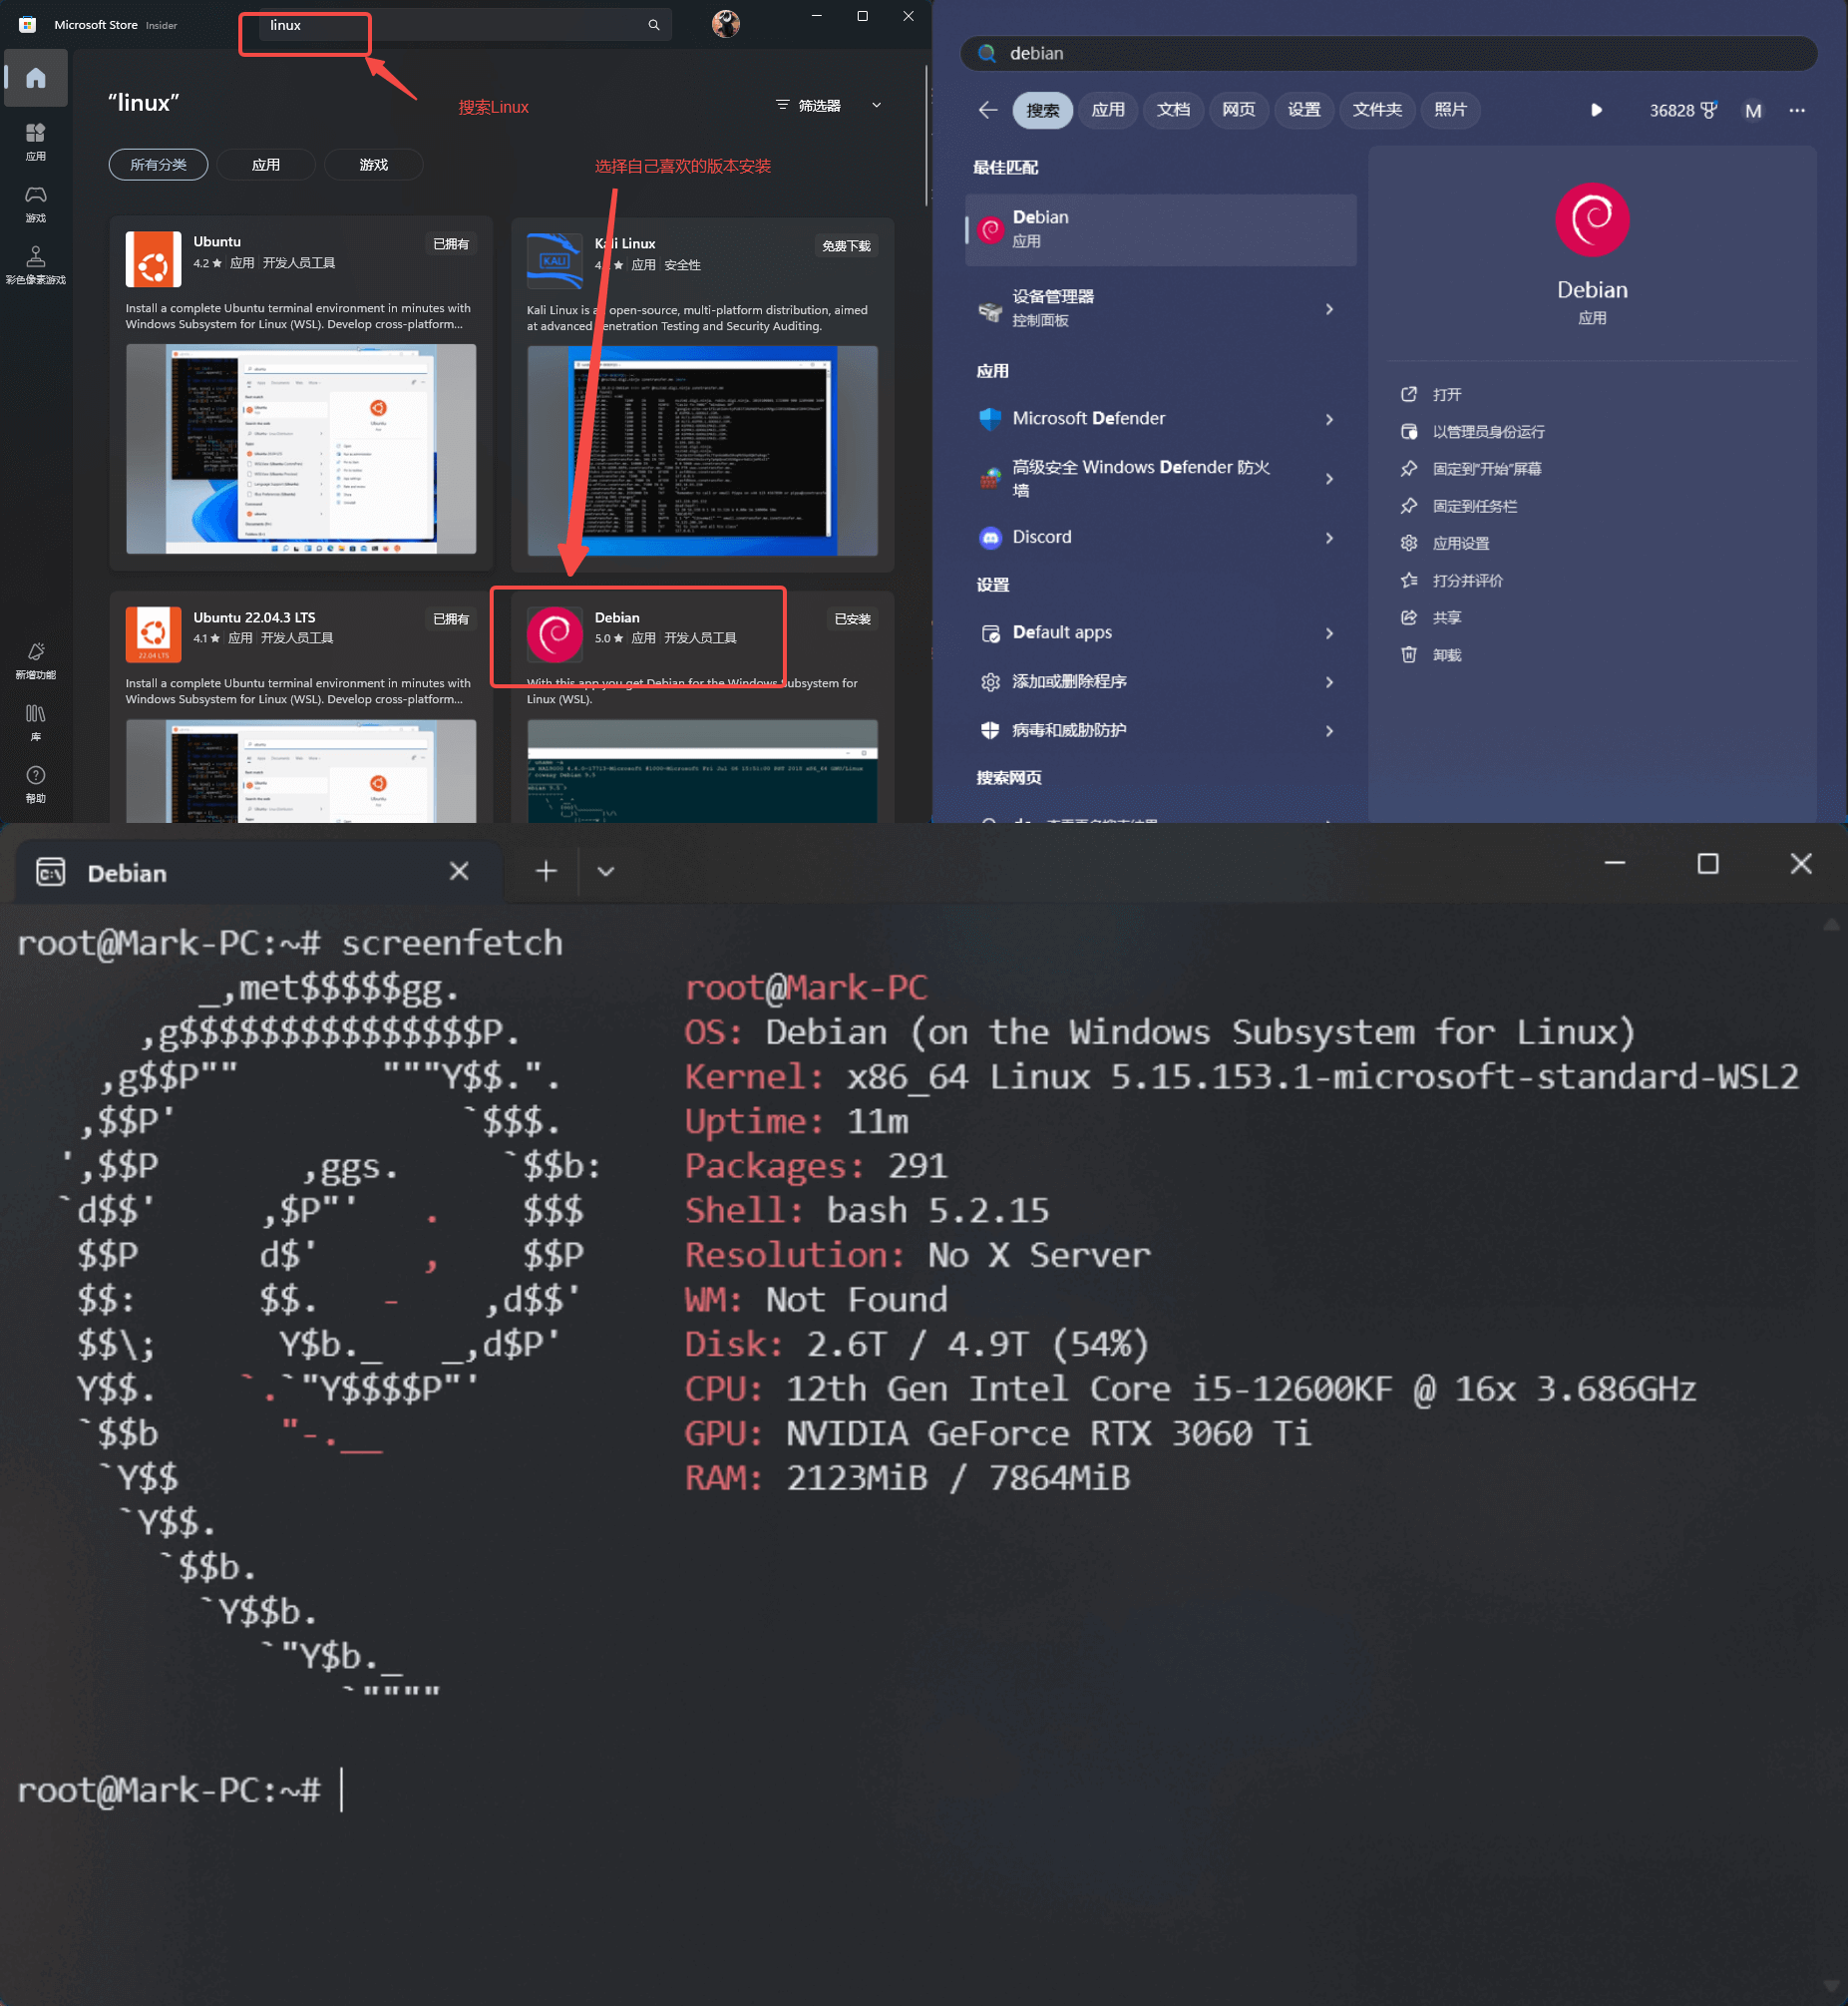 Microsoft Store Insider
linux
搜索Linux
“linux”
筛选器
所有分类
应用
游戏
选择自己喜欢的版本安装
应用
游戏
彩色像素游戏
新增功能
库
帮助
Ubuntu
已拥有
4.2 ★ 应用 开发人员工具
Install a complete Ubuntu terminal environment in minutes with
Windows Subsystem for Linux (WSL). Develop cross-platform...
Kali Linux
免费下载
★ 应用 安全性
Kali Linux is open-source, multi-platform distribution, aimed
at advanced Penetration Testing and Security Auditing.
KALI
Ubuntu 22.04.3 LTS
已拥有
4.1 ★ 应用 开发人员工具
22.04 LTS
Install a complete Ubuntu terminal environment in minutes with
Windows Subsystem for Linux (WSL). Develop cross-platform...
Debian
已安装
5.0 ★ 应用 开发人员工具
With this app you get Debian for the Windows Subsystem for
Linux (WSL).
debian
搜索
应用
文档
网页
设置
文件夹
照片
36828
M
最佳匹配
Debian
应用
设备管理器
控制面板
应用
Microsoft Defender
高级安全 Windows Defender 防火
墙
Discord
设置
Default apps
添加或删除程序
病毒和威胁防护
搜索网页
Debian
应用
打开
以管理员身份运行
固定到"开始"屏幕
固定到任务栏
应用设置
打分并评价
共享
卸载
Debian
root@Mark-PC:~# screenfetch
         _,met$$$$$gg.           root@Mark-PC
      ,g$$$$$$$$$$$$$$$P.        OS: Debian (on the Windows Subsystem for Linux)
    ,g$$P""       """Y$$.".      Kernel: x86_64 Linux 5.15.153.1-microsoft-standard-WSL2
   ,$$P'              `$$$.      Uptime: 11m
  ',$$P       ,ggs.     `$$b:    Packages: 291
  `d$$'     ,$P"'   .    $$$     Shell: bash 5.2.15
   $$P      d$'     ,    $$P     Resolution: No X Server
   $$:      $$.   -    ,d$$'     WM: Not Found
   $$\;      Y$b._   _,d$P'      Disk: 2.6T / 4.9T (54%)
   Y$$.    `.`"Y$$$$P"'          CPU: 12th Gen Intel Core i5-12600KF @ 16x 3.686GHz
   `$$b      "-.__               GPU: NVIDIA GeForce RTX 3060 Ti
    `Y$$                         RAM: 2123MiB / 7864MiB
     `Y$$.
       `$$b.
         `Y$$b.
            `"Y$b._
                `""""
root@Mark-PC:~#